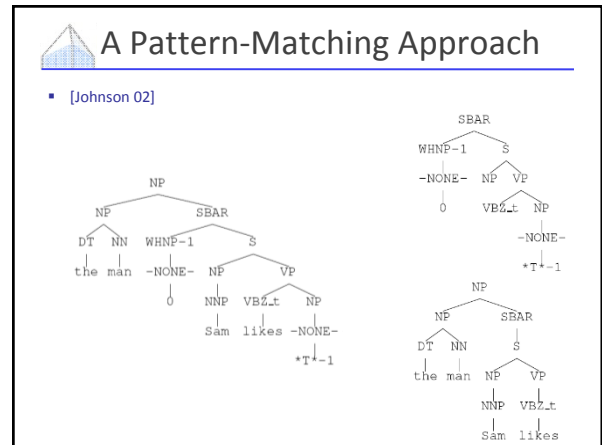 A Pattern-Matching Approach
▪ [Johnson 02]
NP
NP SBAR
DT NN WHNP-1 S
the man -NONE- NP VP
0 NNP VBZ_t NP
Sam likes -NONE-
*T*-1
SBAR
WHNP-1 S
-NONE- NP VP
0 VBZ_t NP
-NONE-
*T*-1
NP
NP SBAR
DT NN S
the man NP VP
NNP VBZ_t
Sam likes